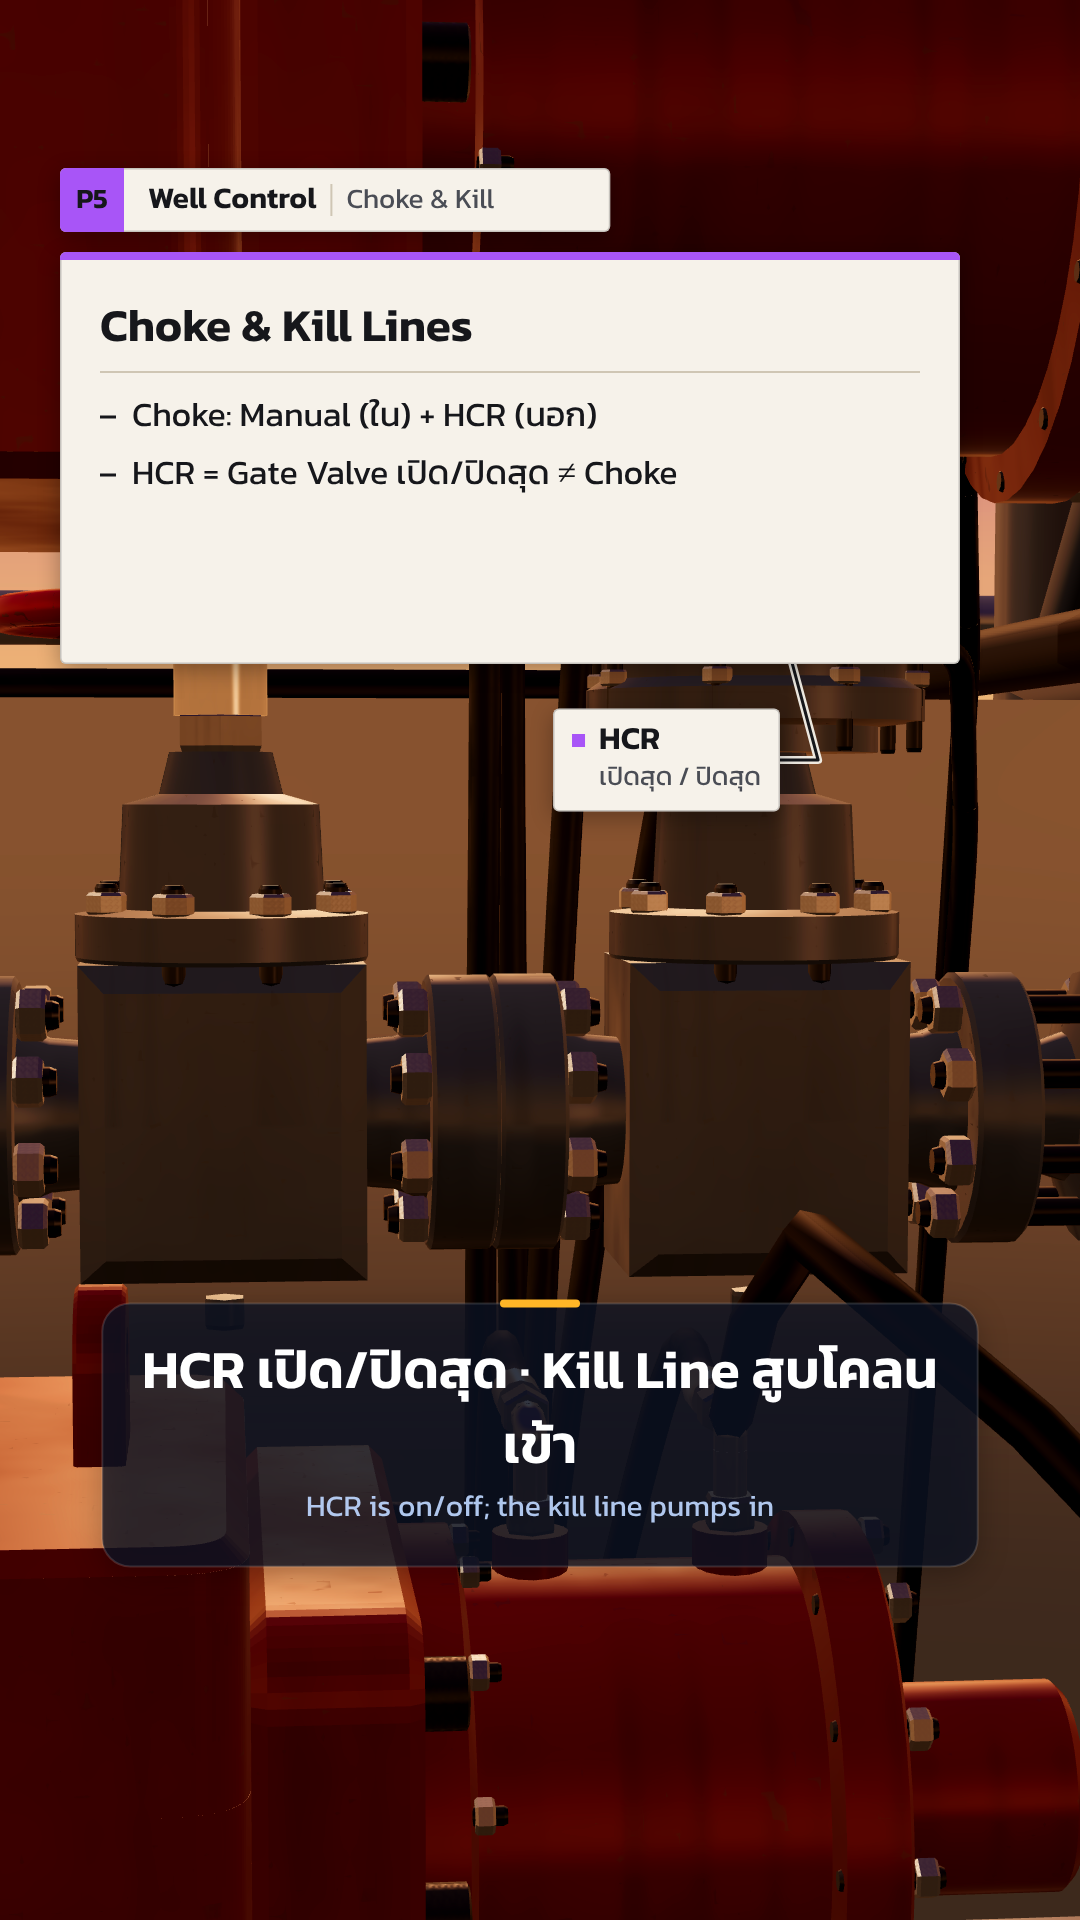 P5 Well Control | Choke & Kill
Choke & Kill Lines
– Choke: Manual (ใน) + HCR (นอก)
– HCR = Gate Valve เปิด/ปิดสุด ≠ Choke
HCR
เปิดสุด / ปิดสุด
HCR เปิด/ปิดสุด · Kill Line สูบโคลน
เข้า
HCR is on/off; the kill line pumps in